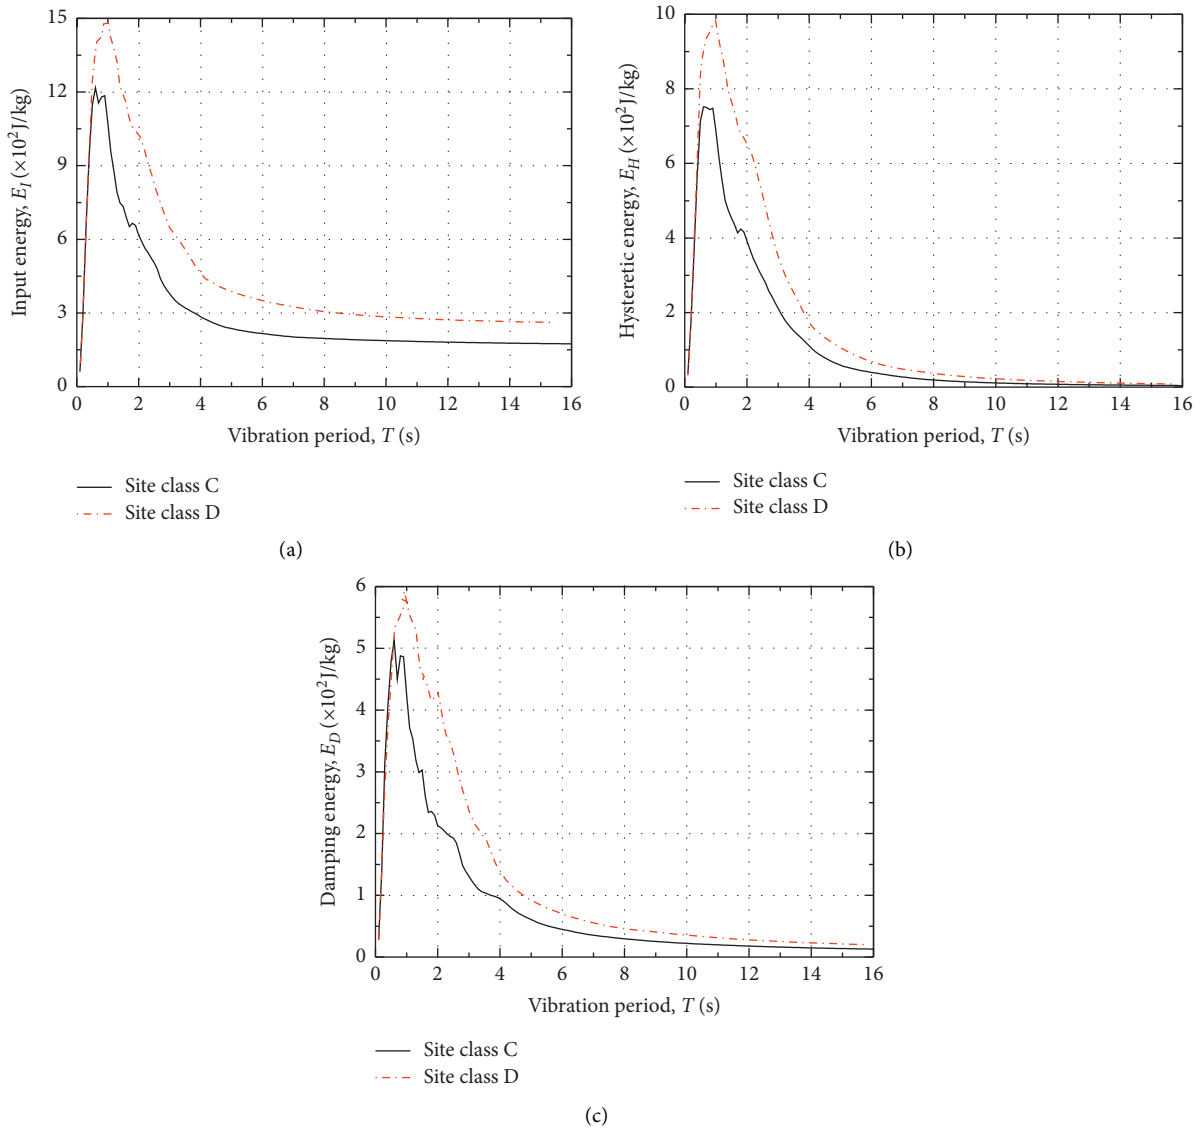 15
12
9
6
3
0
Input energy, E_I (×10²J/kg)
0 2 4 6 8 10 12 14 16
Vibration period, T (s)
Site class C
Site class D
(a)
10
8
6
4
2
0
Hysteretic energy, E_H (×10²J/kg)
0 2 4 6 8 10 12 14 16
Vibration period, T (s)
Site class C
Site class D
(b)
6
5
4
3
2
1
0
Damping energy, E_D (×10²J/kg)
0 2 4 6 8 10 12 14 16
Vibration period, T (s)
Site class C
Site class D
(c)